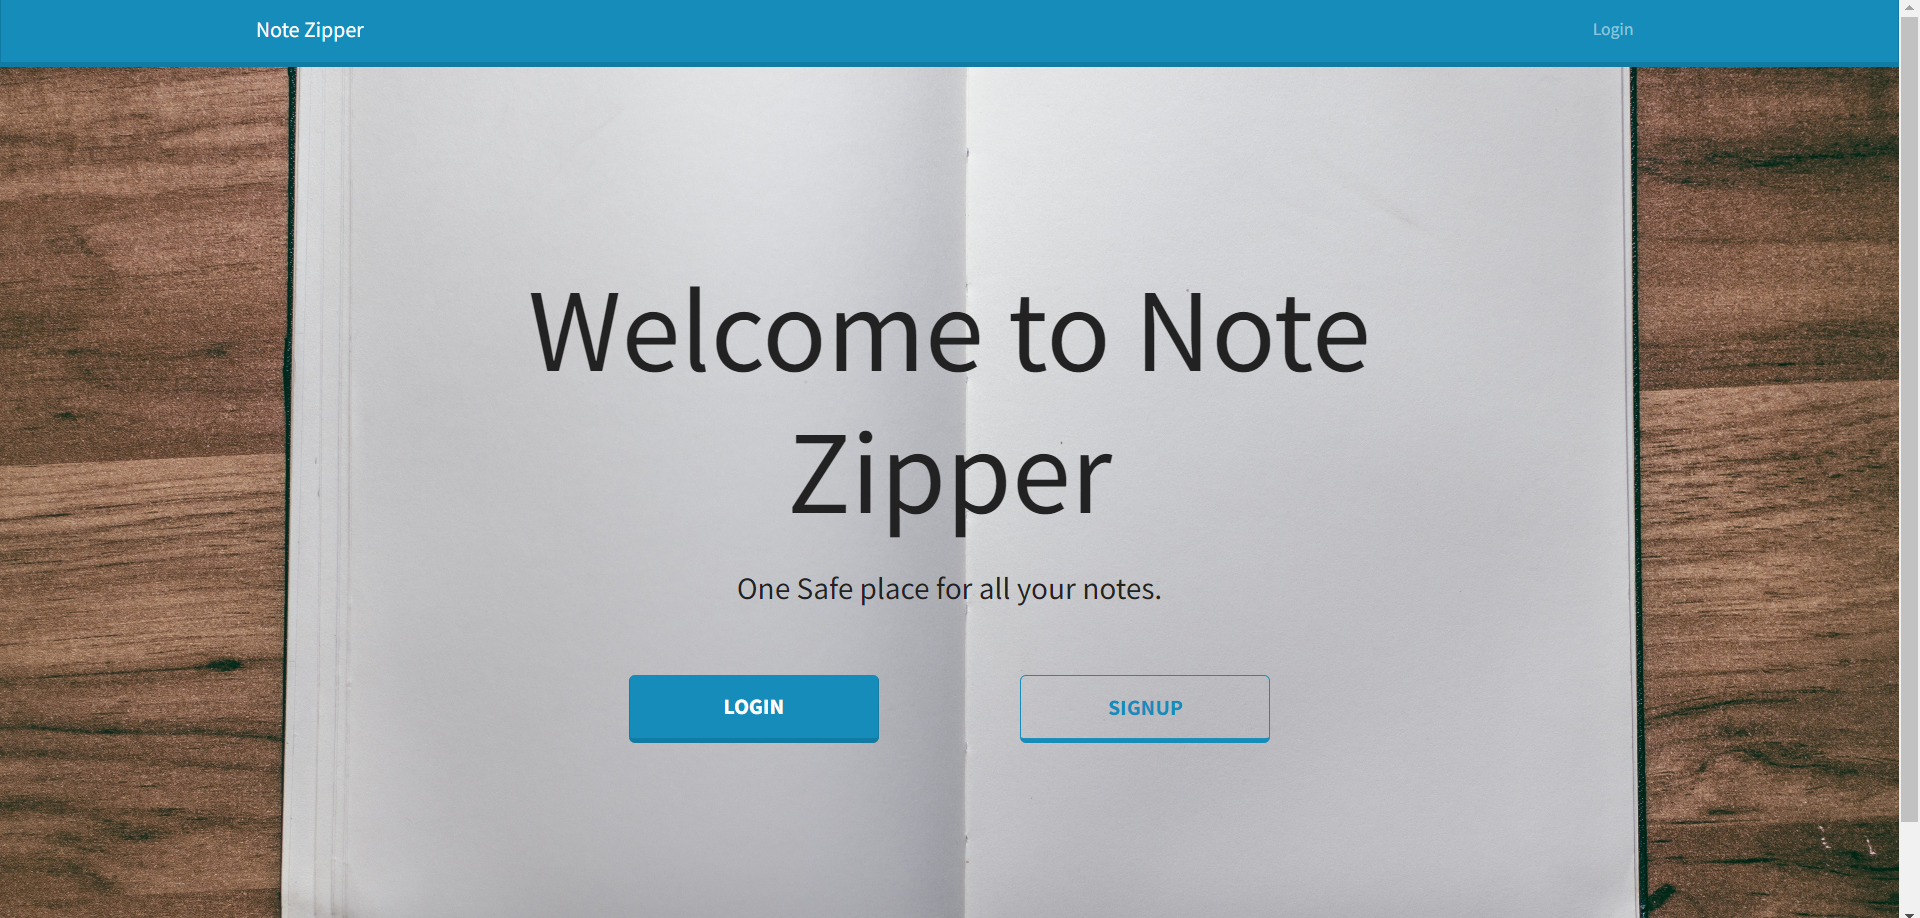 Note Zipper
Login
Welcome to Note
Zipper
One Safe place for all your notes.
LOGIN
SIGNUP